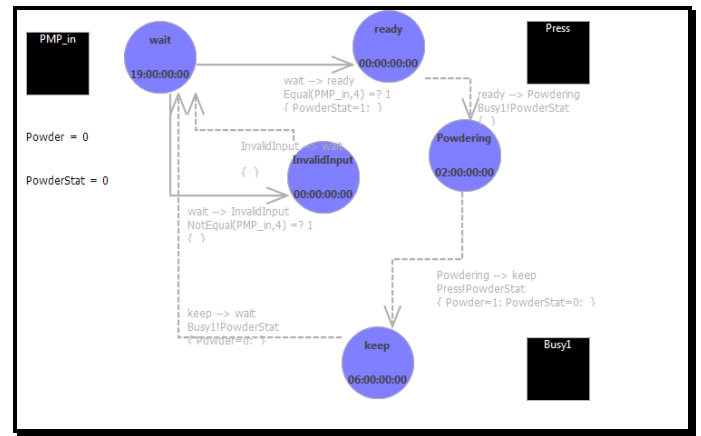 PMP_in
wait
19:00:00:00
ready
00:00:00:00
Press
wait --> ready
Equal(PMP_in,4) =? 1
{ PowderStat=1: }
ready --> Powdering
Busy1!PowderStat
{ }
Powder = 0
PowderStat = 0
InvalidInput --> wait
{ }
InvalidInput
00:00:00:00
Powdering
02:00:00:00
wait --> InvalidInput
NotEqual(PMP_in,4) =? 1
{ }
Powdering --> keep
Press!PowderStat
{ Powder=1: PowderStat=0: }
keep --> wait
Busy1!PowderStat
{ Powder=0: }
keep
06:00:00:00
Busy1